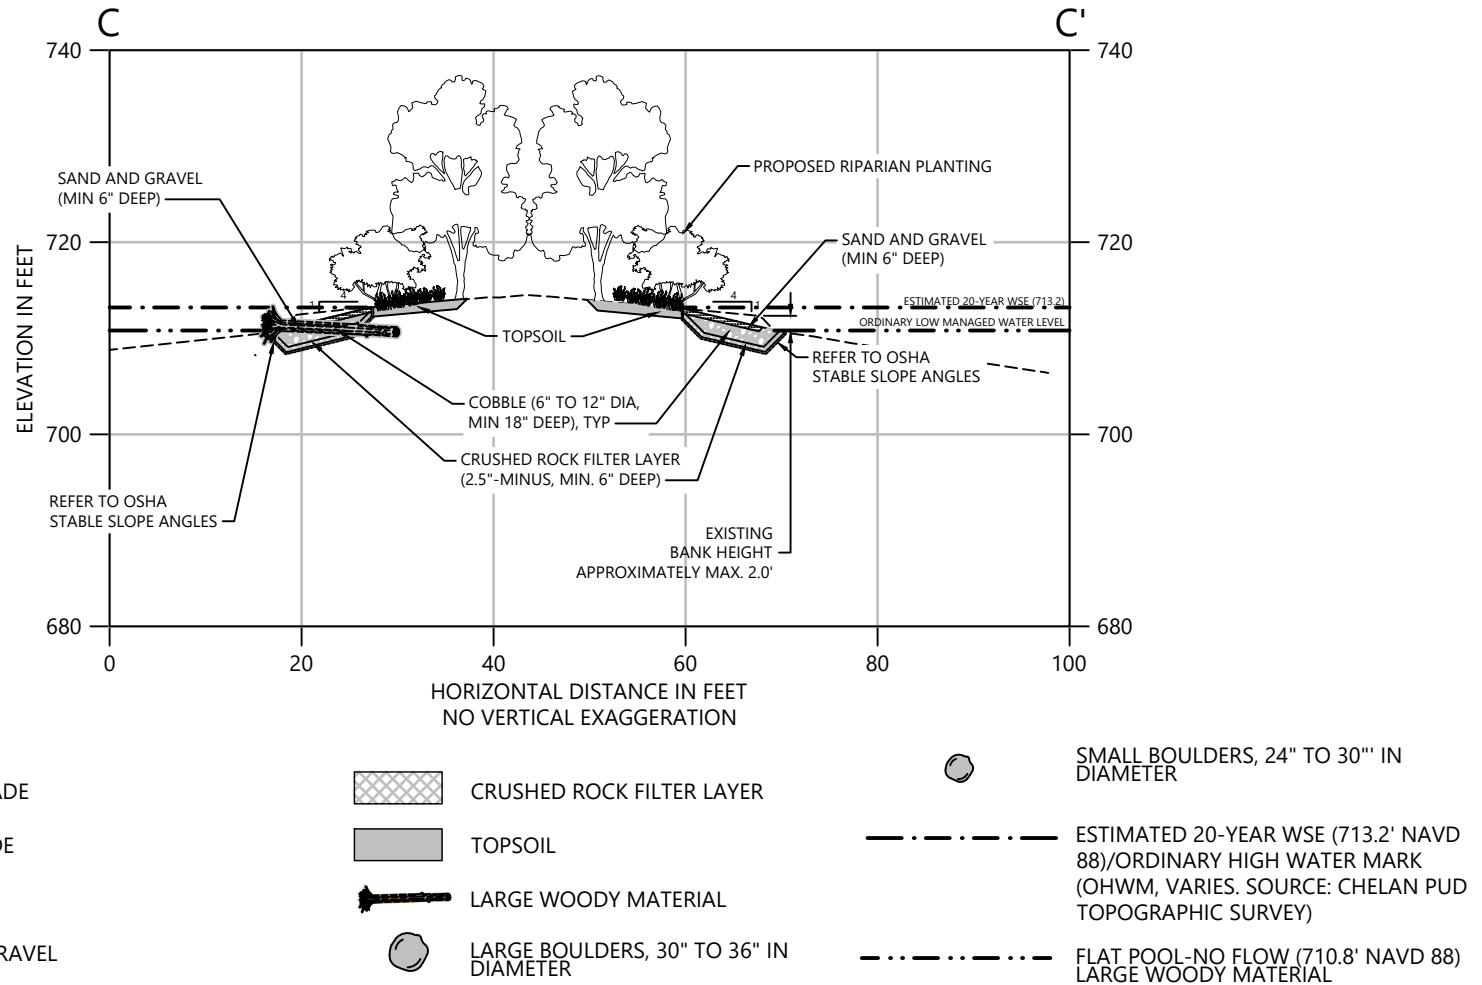 C
C'
740
740
PROPOSED RIPARIAN PLANTING
SAND AND GRAVEL
(MIN 6" DEEP)
720
720
SAND AND GRAVEL
(MIN 6" DEEP)
ELEVATION IN FEET
1
4
4
1
ESTIMATED 20-YEAR WSE (713.2)
ORDINARY LOW MANAGED WATER LEVEL
TOPSOIL
REFER TO OSHA
STABLE SLOPE ANGLES
COBBLE (6" TO 12" DIA,
MIN 18" DEEP), TYP
700
700
CRUSHED ROCK FILTER LAYER
(2.5"-MINUS, MIN. 6" DEEP)
REFER TO OSHA
STABLE SLOPE ANGLES
EXISTING
BANK HEIGHT
APPROXIMATELY MAX. 2.0'
680
680
0
20
40
60
80
100
HORIZONTAL DISTANCE IN FEET
NO VERTICAL EXAGGERATION
ADE
DE
RAVEL
CRUSHED ROCK FILTER LAYER
TOPSOIL
LARGE WOODY MATERIAL
LARGE BOULDERS, 30" TO 36" IN
DIAMETER
SMALL BOULDERS, 24" TO 30"' IN
DIAMETER
ESTIMATED 20-YEAR WSE (713.2' NAVD
88)/ORDINARY HIGH WATER MARK
(OHWM, VARIES. SOURCE: CHELAN PUD
TOPOGRAPHIC SURVEY)
FLAT POOL-NO FLOW (710.8' NAVD 88)
LARGE WOODY MATERIAL